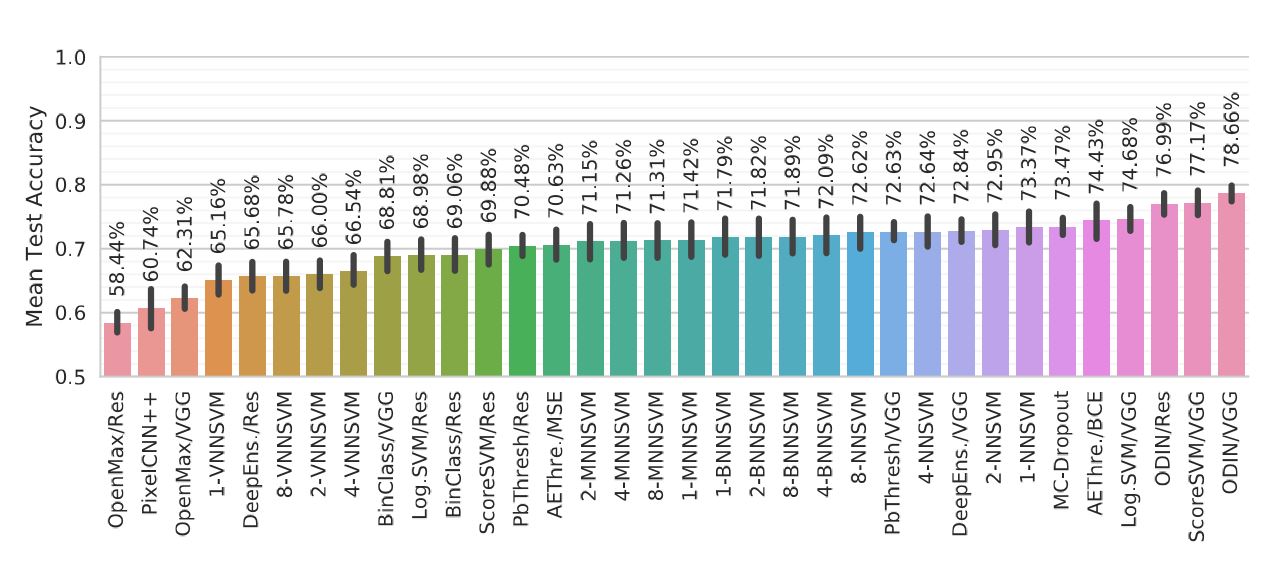 1.0
0.9
0.8
0.7
0.6
0.5
Mean Test Accuracy
58.44%
60.74%
62.31%
65.16%
65.68%
65.78%
66.00%
66.54%
68.81%
68.98%
69.06%
69.88%
70.48%
70.63%
71.15%
71.26%
71.31%
71.42%
71.79%
71.82%
71.89%
72.09%
72.62%
72.63%
72.64%
72.84%
72.95%
73.37%
73.47%
74.43%
74.68%
76.99%
77.17%
78.66%
OpenMax/Res
PixelCNN++
OpenMax/VGG
1-VNNSVM
DeepEns./Res
8-VNNSVM
2-VNNSVM
4-VNNSVM
BinClass/VGG
Log.SVM/Res
BinClass/Res
ScoreSVM/Res
PbThresh/Res
AEThre./MSE
2-MNNSVM
4-MNNSVM
8-MNNSVM
1-MNNSVM
1-BNNSVM
2-BNNSVM
8-BNNSVM
4-BNNSVM
8-NNSVM
PbThresh/VGG
4-NNSVM
DeepEns./VGG
2-NNSVM
1-NNSVM
MC-Dropout
AEThre./BCE
Log.SVM/VGG
ODIN/Res
ScoreSVM/VGG
ODIN/VGG